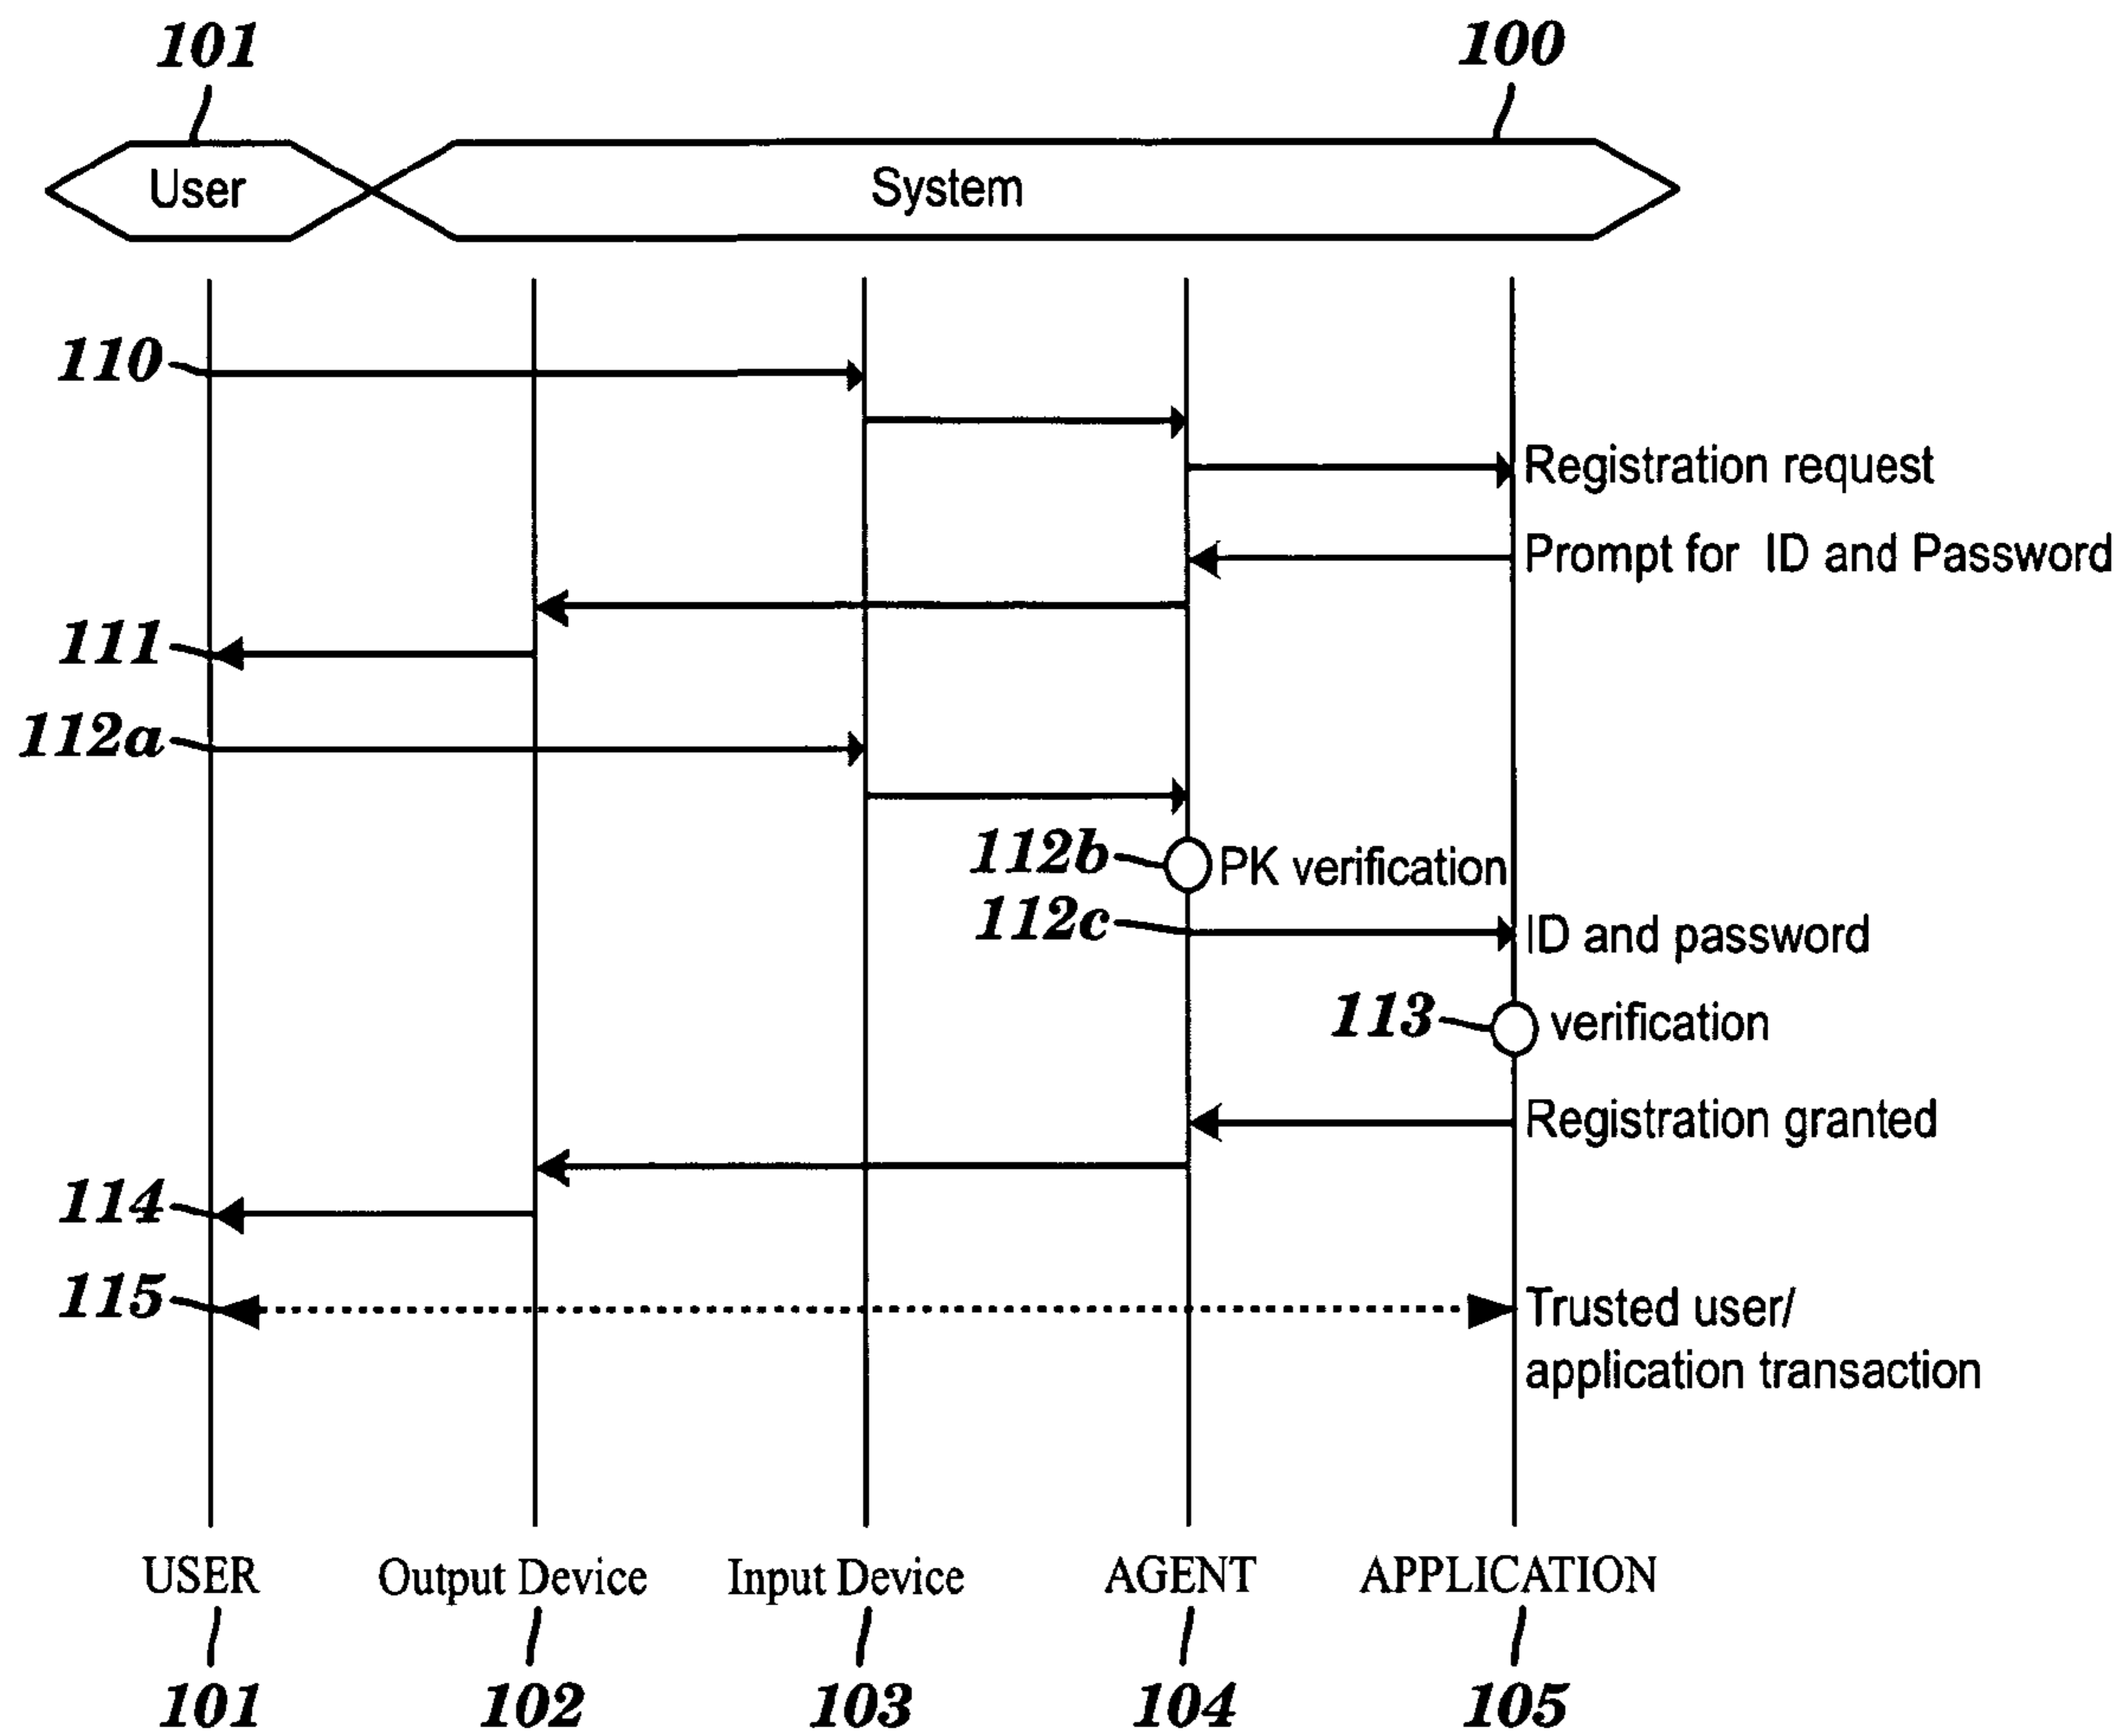 101
100
User
System
110
Registration request
Prompt for ID and Password
111
112a
112b
PK verification
112c
ID and password
113
verification
Registration granted
114
115
Trusted user/
application transaction
USER
Output Device
Input Device
AGENT
APPLICATION
101
102
103
104
105